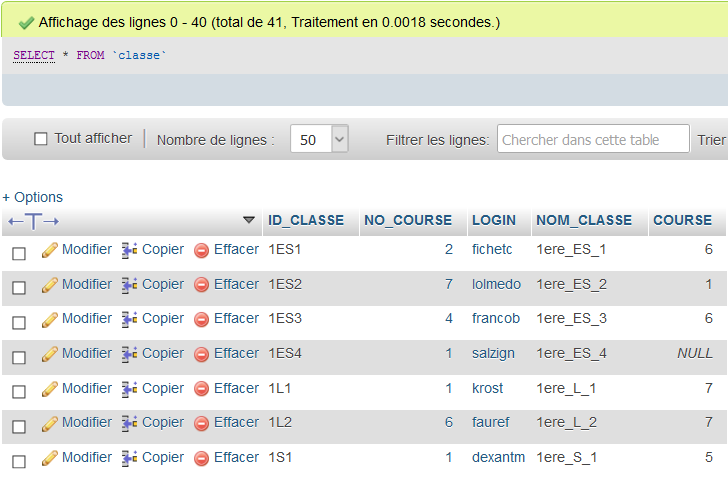 Affichage des lignes 0 - 40 (total de 41, Traitement en 0.0018 secondes.)
SELECT * FROM `classe`
Tout afficher Nombre de lignes : 50 Filtrer les lignes: Chercher dans cette table Trier
+ Options
←T→ ID_CLASSE NO_COURSE LOGIN NOM_CLASSE COURSE
Modifier Copier Effacer 1ES1 2 fichetc 1ere_ES_1 6
Modifier Copier Effacer 1ES2 7 lolmedo 1ere_ES_2 1
Modifier Copier Effacer 1ES3 4 francob 1ere_ES_3 6
Modifier Copier Effacer 1ES4 1 salzign 1ere_ES_4 NULL
Modifier Copier Effacer 1L1 1 krost 1ere_L_1 7
Modifier Copier Effacer 1L2 6 fauref 1ere_L_2 7
Modifier Copier Effacer 1S1 1 dexantm 1ere_S_1 5